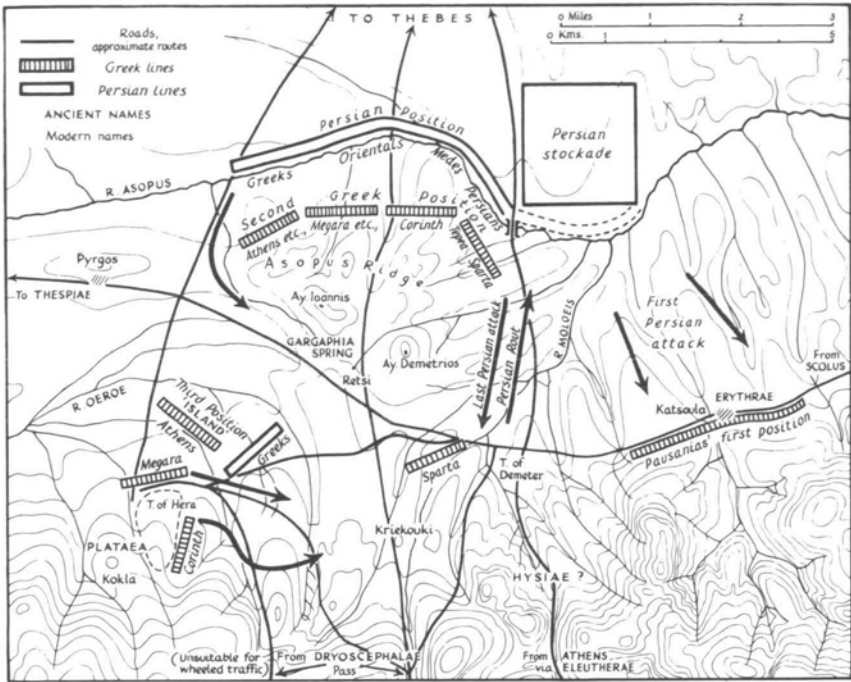 TO THEBES
0 Miles 1 2 3
0 Kms. 5
Roads,
approximate routes
Greek lines
Persian lines
ANCIENT NAMES
Modern names
Persian Position
Persian
stockade
Orientals
Medes
Persians
Greeks
R. ASOPUS
Second Greek Position
Athens etc.,
Megara etc.,
Corinth
Tegea, Sparta
Asopus Ridge
Pyrgos
To THESPIAE
Ay. Ioannis
GARGAPHIA
SPRING
Ay. Demetrios
Retsi
Last Persian attack
Persian Rout
R. MOLOEIS
First
Persian
attack
From
SCOLUS
ERYTHRAE
Katsoula
Pausanias' first position
R. OEROE
Third Position
ISLAND
Athens
Greeks
Megara
Sparta
T. of
Demeter
T. of Hera
Corinth
PLATAEA
Kokla
Kriekouki
HYSIAE ?
(Unsuitable for
wheeled traffic)
From DRYOSCEPHALAE
Pass
From ATHENS
via ELEUTHERAE